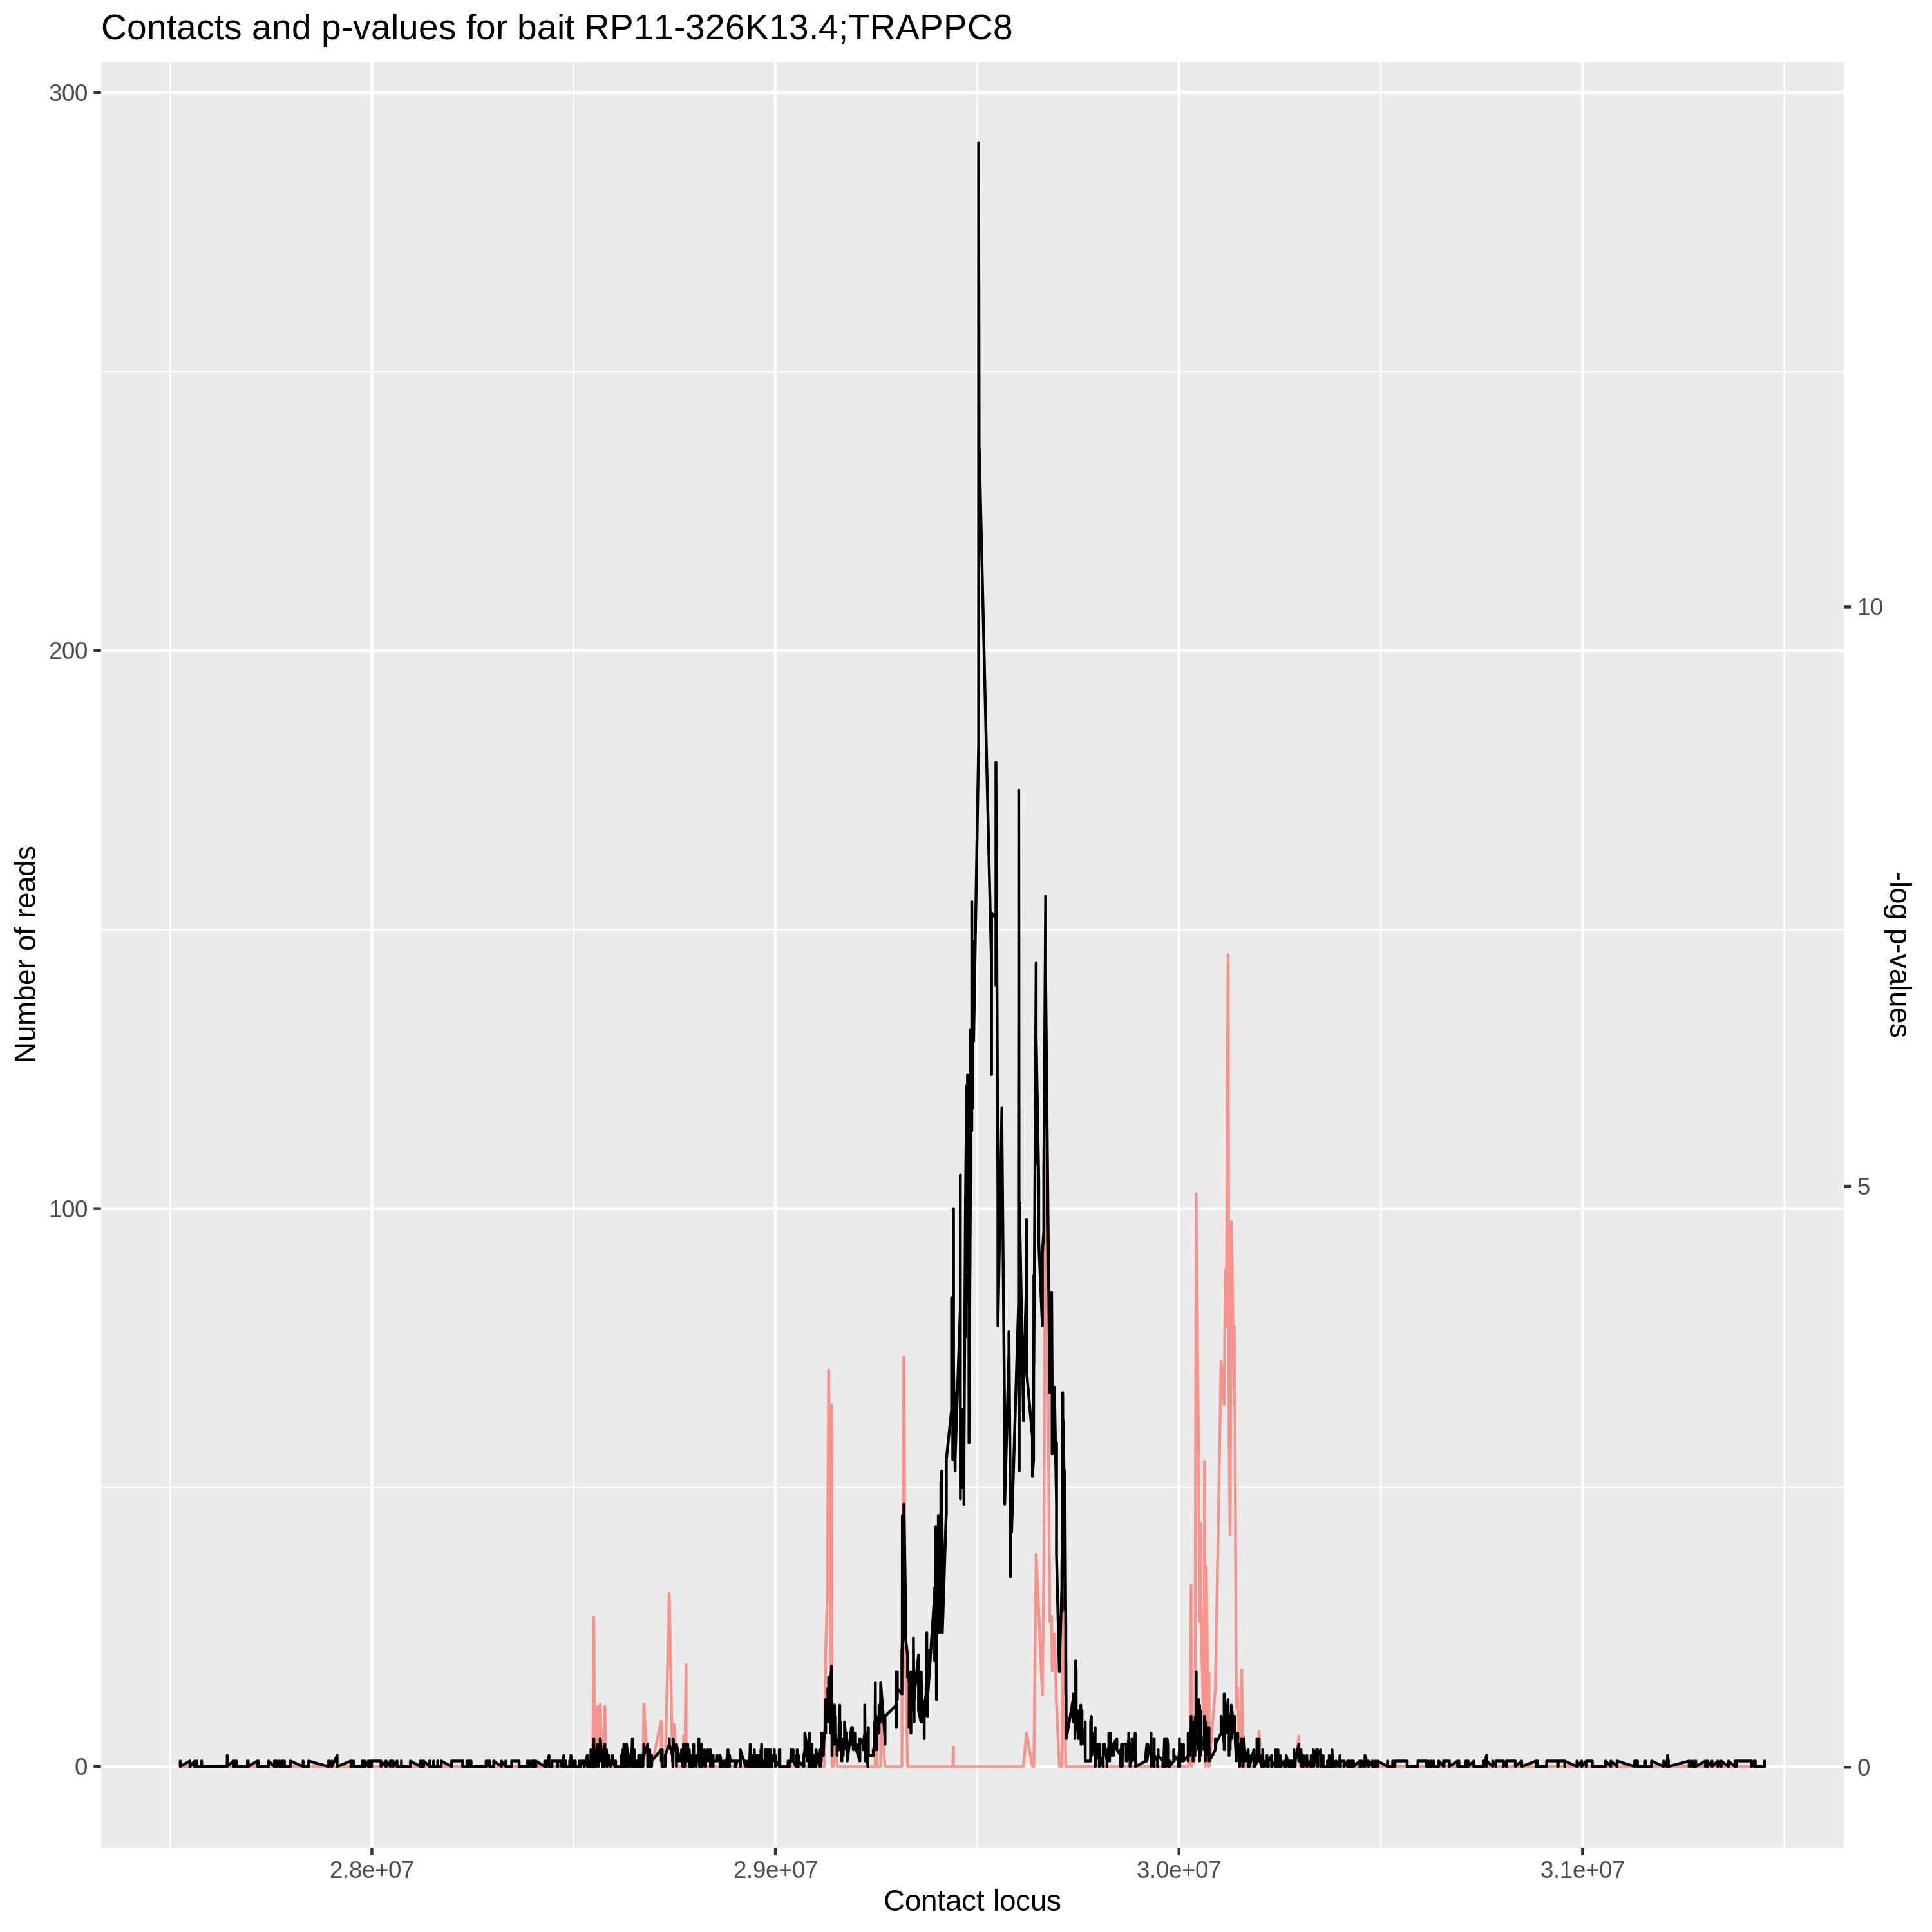 Contacts and p-values for bait RP11-326K13.4;TRAPPC8
300
200
100
0
Number of reads
10
5
0
-log p-values
2.8e+07
2.9e+07
3.0e+07
3.1e+07
Contact locus